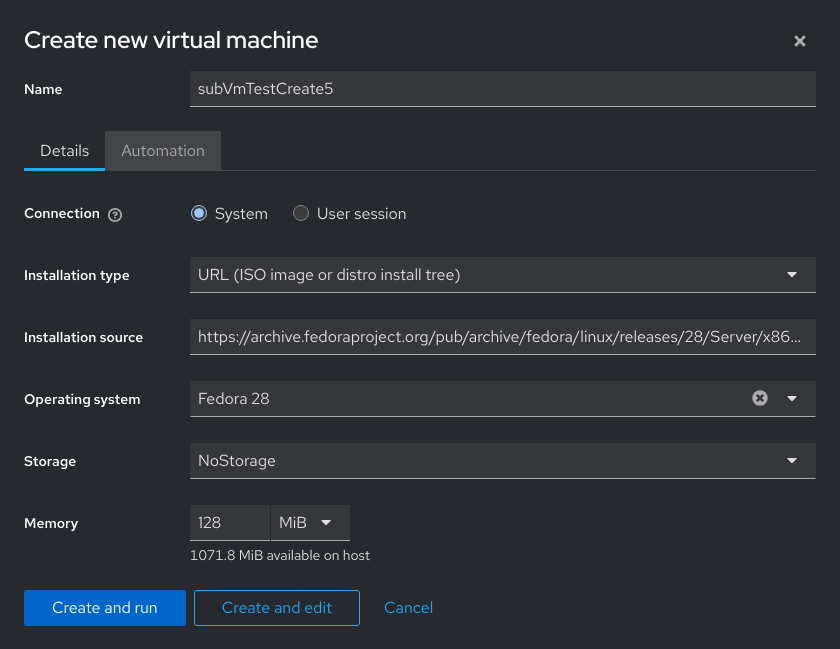 Create new virtual machine
Name
subVmTestCreate5
Details
Automation
Connection
System
User session
Installation type
URL (ISO image or distro install tree)
Installation source
https://archive.fedoraproject.org/pub/archive/fedora/linux/releases/28/Server/x86...
Operating system
Fedora 28
Storage
NoStorage
Memory
128
MiB
1071.8 MiB available on host
Create and run
Create and edit
Cancel